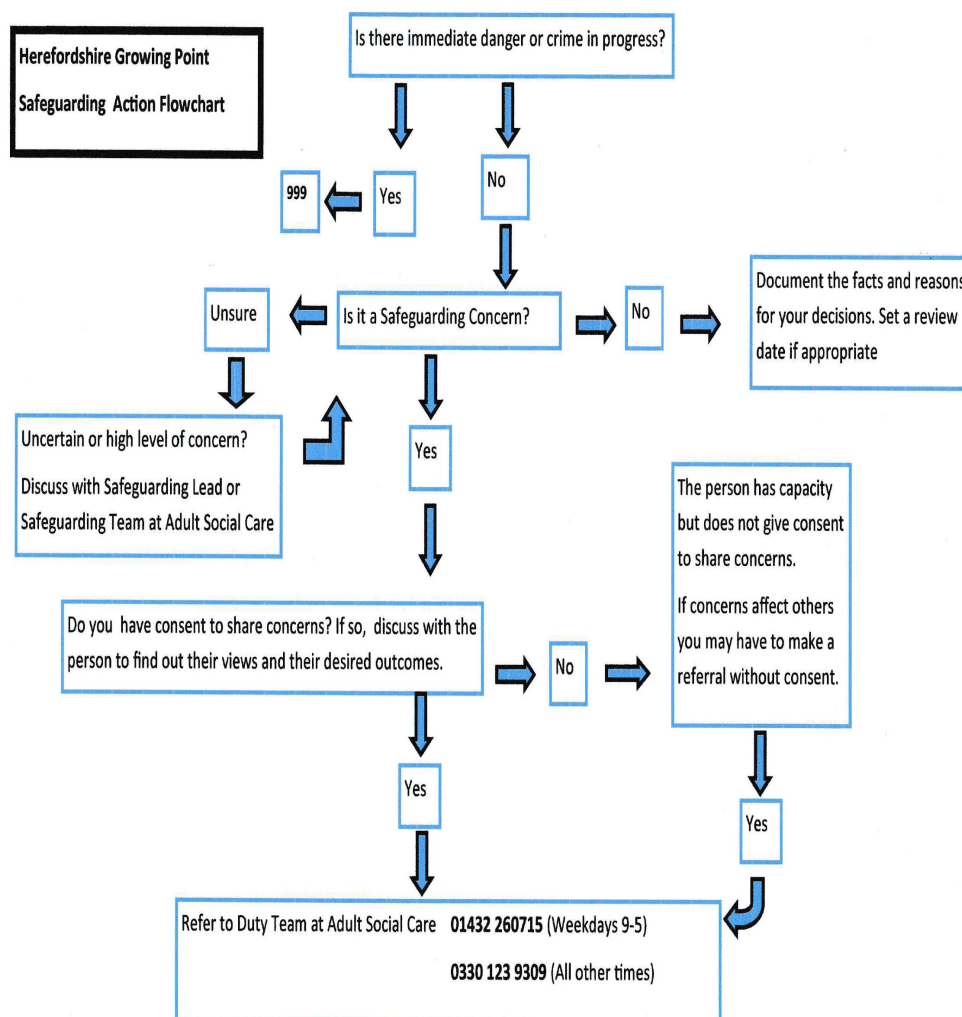 Herefordshire Growing Point
Safeguarding Action Flowchart
Is there immediate danger or crime in progress?
999
Yes
No
Unsure
Is it a Safeguarding Concern?
No
Document the facts and reasons
for your decisions. Set a review
date if appropriate
Uncertain or high level of concern?
Discuss with Safeguarding Lead or
Safeguarding Team at Adult Social Care
Yes
The person has capacity
but does not give consent
to share concerns.
If concerns affect others
you may have to make a
referral without consent.
Do you have consent to share concerns? If so, discuss with the
person to find out their views and their desired outcomes.
No
Yes
Yes
Refer to Duty Team at Adult Social Care 01432 260715 (Weekdays 9-5)
0330 123 9309 (All other times)